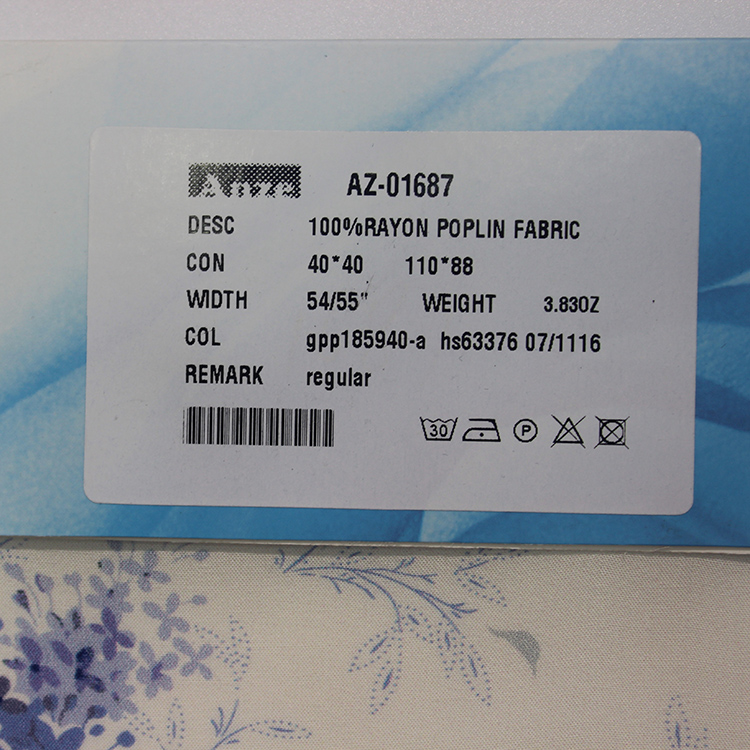 Anze AZ-01687
DESC 100%RAYON POPLIN FABRIC
CON 40*40 110*88
WIDTH 54/55" WEIGHT 3.83OZ
COL gpp185940-a hs63376 07/1116
REMARK regular
30 P